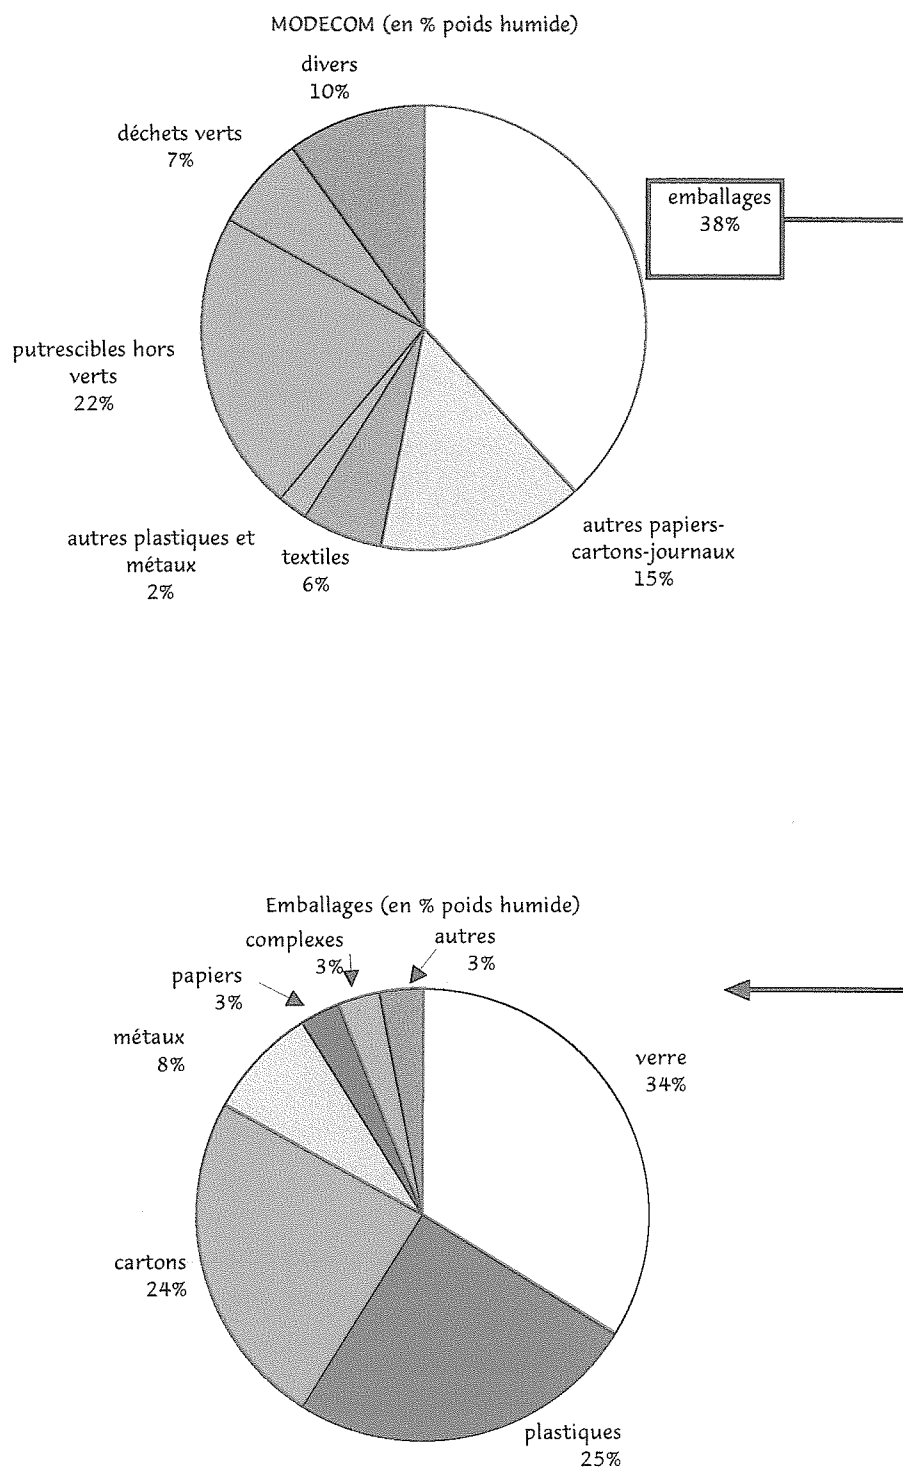 MODECOM (en % poids humide)
divers
10%
déchets verts
7%
emballages
38%
putrescibles hors
verts
22%
autres plastiques et
métaux
2%
textiles
6%
autres papiers-
cartons-journaux
15%
Emballages (en % poids humide)
complexes
3%
autres
3%
papiers
3%
métaux
8%
verre
34%
cartons
24%
plastiques
25%